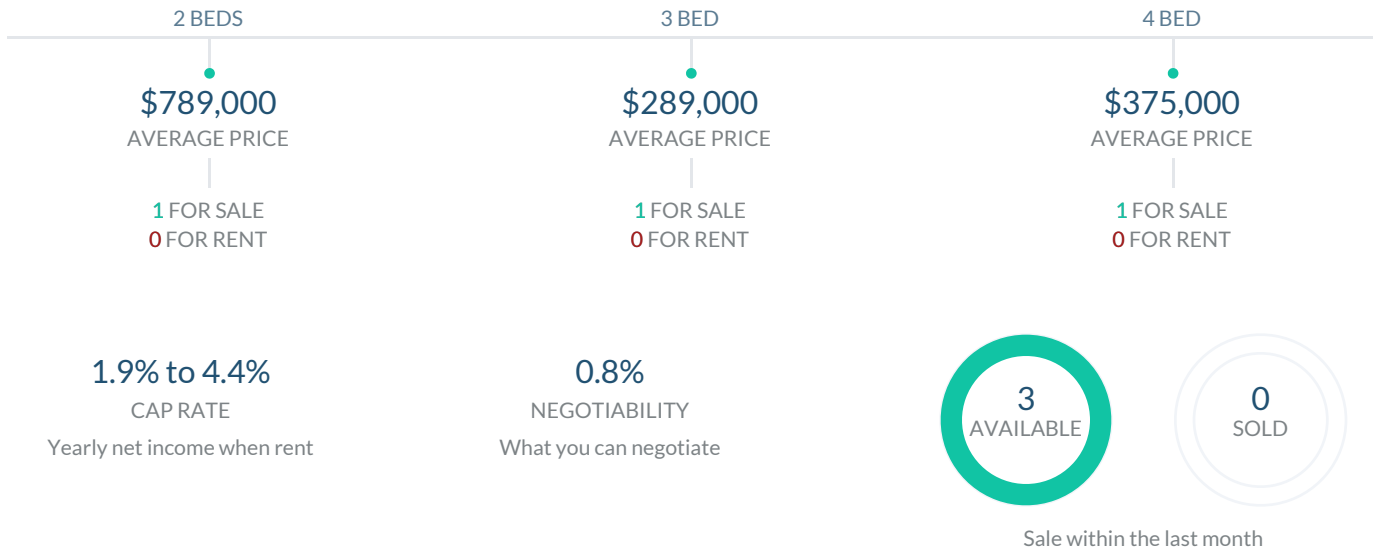 2 BEDS
$789,000
AVERAGE PRICE
1 FOR SALE
0 FOR RENT
3 BED
$289,000
AVERAGE PRICE
1 FOR SALE
0 FOR RENT
4 BED
$375,000
AVERAGE PRICE
1 FOR SALE
0 FOR RENT
1.9% to 4.4%
CAP RATE
Yearly net income when rent
0.8%
NEGOTIABILITY
What you can negotiate
3
AVAILABLE
0
SOLD
Sale within the last month